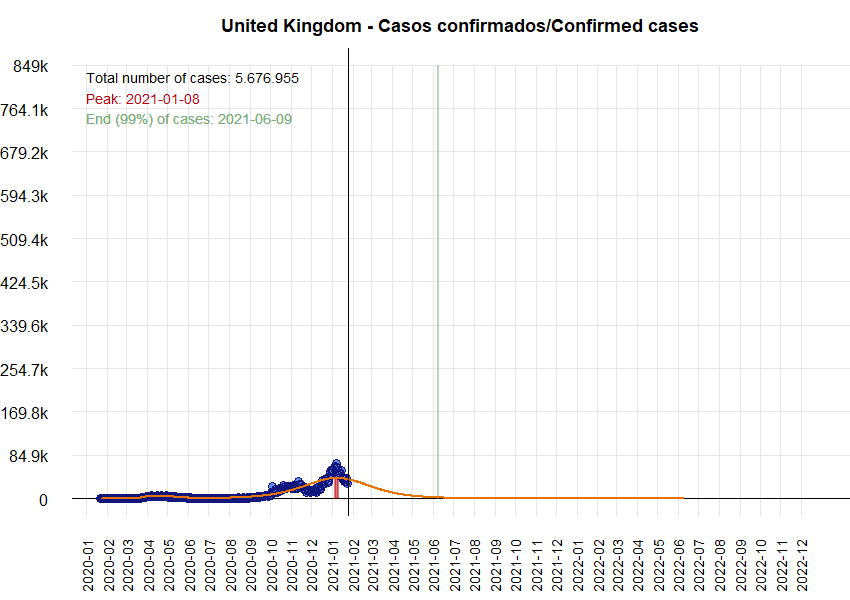 United Kingdom - Casos confirmados/Confirmed cases
849k
Total number of cases: 5.676.955
Peak: 2021-01-08
764.1k
End (99%) of cases: 2021-06-09
679.2k
594.3k
509.4k
424.5k
339.6k
254.7k
169.8k
84.9k
0
2020-01
2020-02
2020-03
2020-04
2020-05
2020-06
2020-07
2020-08
2020-09
2020-10
2020-11
2020-12
2021-01
2021-02
2021-03
2021-04
2021-05
2021-06
2021-07
2021-08
2021-09
2021-10
2021-11
2021-12
2022-01
2022-02
2022-03
2022-04
2022-05
2022-06
2022-07
2022-08
2022-09
2022-10
2022-11
2022-12